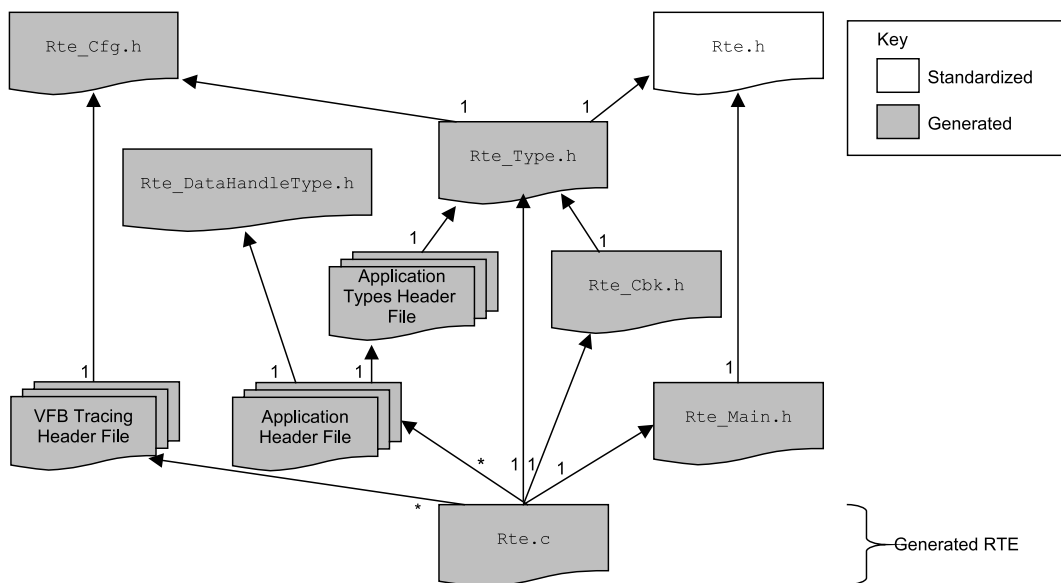 Rte_Cfg.h
Rte.h
Key
Standardized
Generated
1
1
Rte_Type.h
Rte_DataHandleType.h
1
1
Application
Types Header
File
Rte_Cbk.h
1
1
1
1
VFB Tracing
Header File
Application
Header File
Rte_Main.h
*
1
1
1
*
Rte.c
Generated RTE